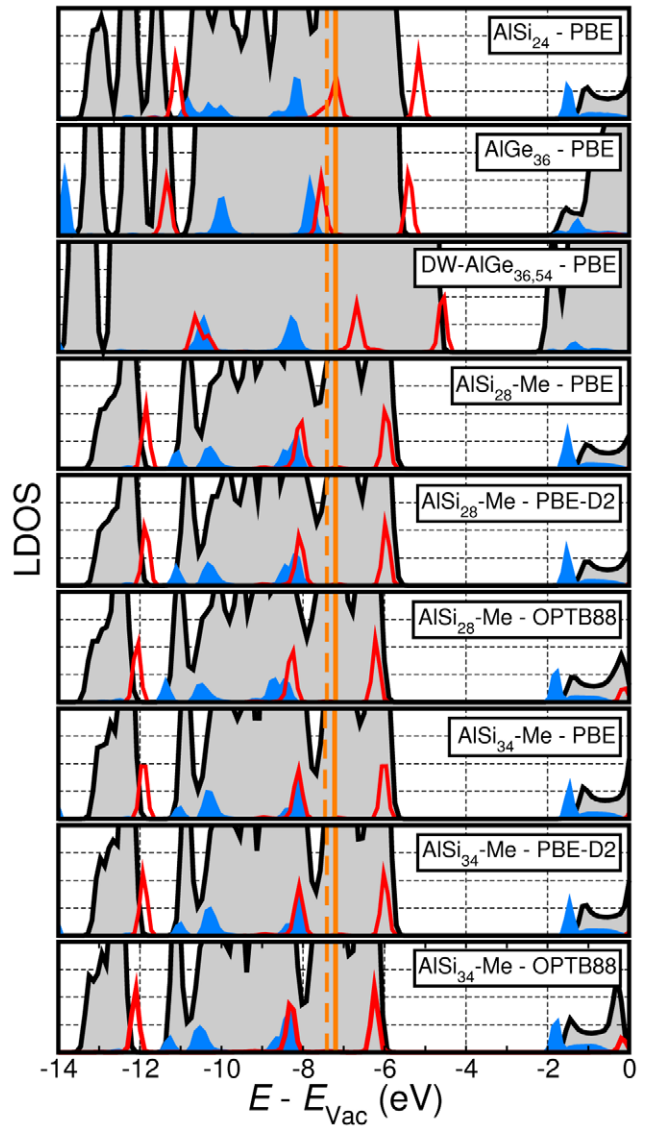 AlSi₂₄ - PBE
AlGe₃₆ - PBE
DW-AlGe₃₆,₅₄ - PBE
AlSi₂₈-Me - PBE
AlSi₂₈-Me - PBE-D2
AlSi₂₈-Me - OPTB88
AlSi₃₄-Me - PBE
AlSi₃₄-Me - PBE-D2
AlSi₃₄-Me - OPTB88
LDOS
-14 -12 -10 -8 -6 -4 -2 0
E - E_Vac (eV)